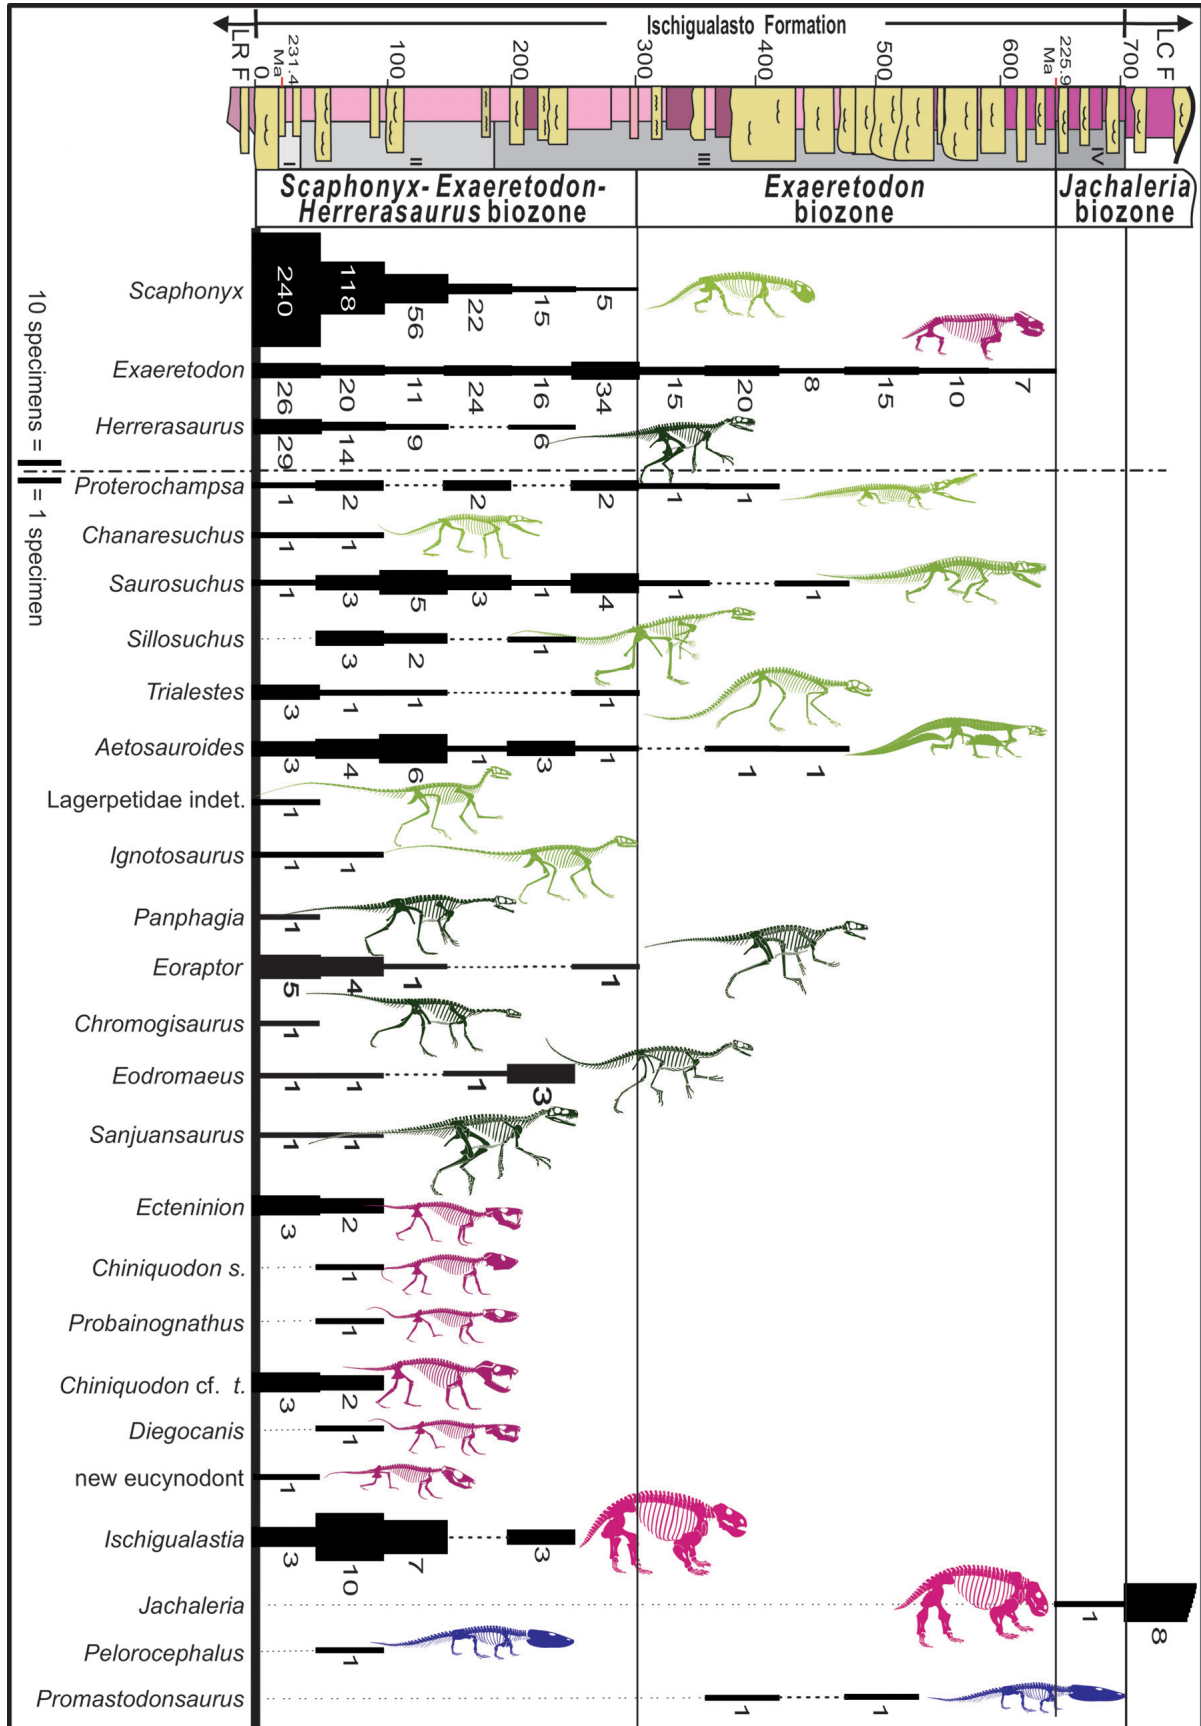 Ischigualasto Formation
LR F
0
231.4
Ma
100
200
300
400
500
600
225.9
Ma
700
LC F
I
II
III
IV
Scaphonyx-Exaeretodon-
Herrerasaurus biozone
Exaeretodon
biozone
Jachaleria
biozone
10 specimens =
= 1 specimen
Scaphonyx 240 118 56 22 15 5
Exaeretodon 26 20 11 24 16 34 15 20 8 15 10 7
Herrerasaurus 29 14 9 6
Proterochampsa 1 2 2 2 1 1
Chanaresuchus 1 1
Saurosuchus 1 3 5 3 1 4 1 1
Sillosuchus 3 2 1
Trialestes 3 1 1 1
Aetosauroides 3 4 6 1 3 1 1 1
Lagerpetidae indet. 1
Ignotosaurus 1 1
Panphagia 1
Eoraptor 5 4 1 1
Chromogisaurus 1
Eodromaeus 1 1 1 3
Sanjuansaurus 1 1
Ecteninion 3 2
Chiniquodon s. 1
Probainognathus 1
Chiniquodon cf. t. 3 2
Diegocanis 1
new eucynodont 1
Ischigualastia 3 10 7 3
Jachaleria 1 8
Pelorocephalus 1
Promastodonsaurus 1 1